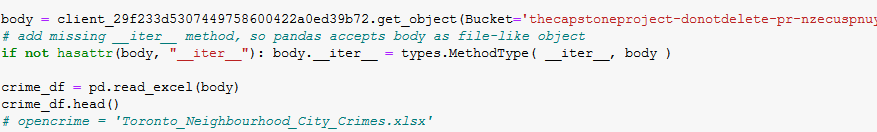 body = client_29f233d5307449758600422a0ed39b72.get_object(Bucket='thecapstoneproject-donotdelete-pr-nzecuspnuy
# add missing __iter__ method, so pandas accepts body as file-like object
if not hasattr(body, "__iter__"): body.__iter__ = types.MethodType( __iter__, body )
crime_df = pd.read_excel(body)
crime_df.head()
# opencrime = 'Toronto_Neighbourhood_City_Crimes.xlsx'